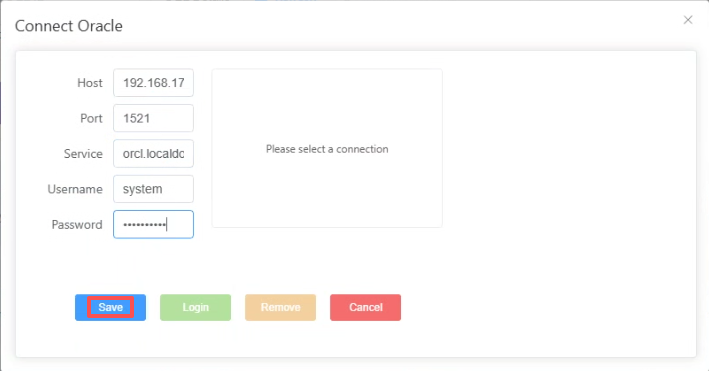 Connect Oracle
Host 192.168.17
Port 1521
Service orcl.localdc
Username system
Password ••••••••••
Please select a connection
Save Login Remove Cancel